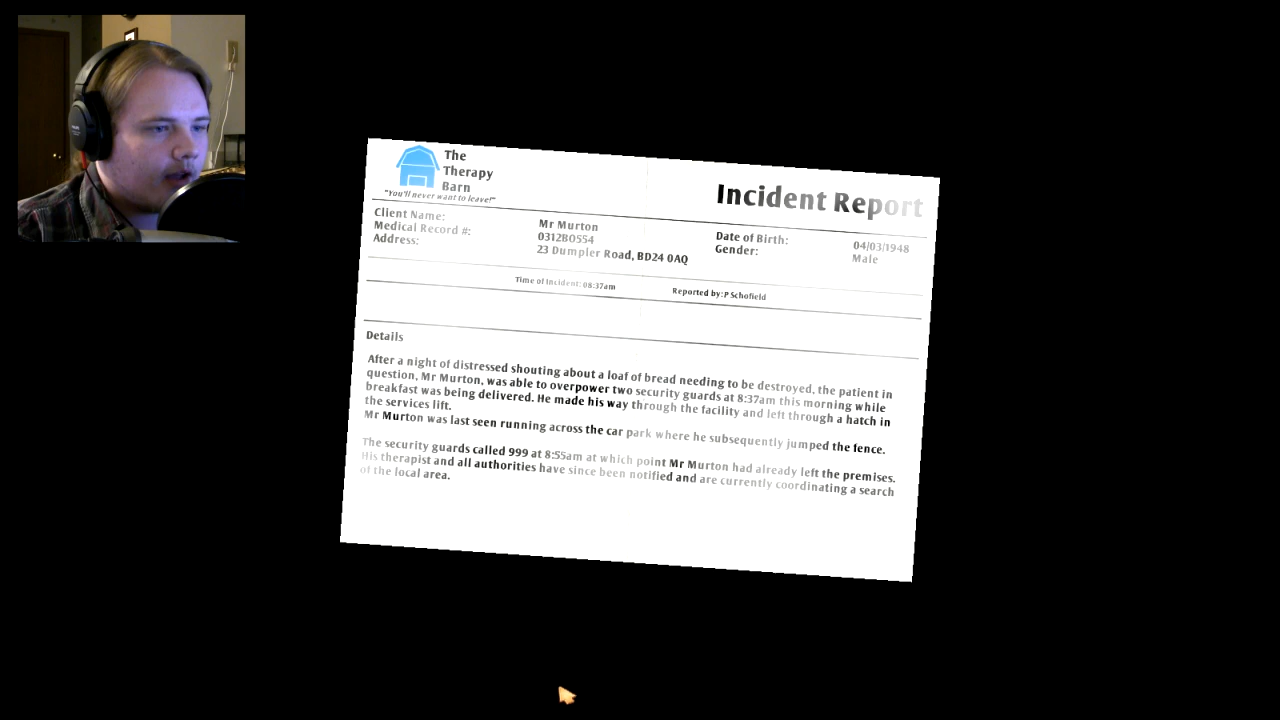 The
Therapy
Barn
"You'll never want to leave!"
Incident Report
Client Name: Mr Murton Date of Birth: 04/03/1948
Medical Record #: 0312B0554 Gender: Male
Address: 23 Dumpler Road, BD24 0AQ
Time of Incident: 08:37am Reported by: P Schofield
Details
After a night of distressed shouting about a loaf of bread needing to be destroyed, the patient in
question, Mr Murton, was able to overpower two security guards at 8:37am this morning while
breakfast was being delivered. He made his way through the facility and left through a hatch in
the services lift.
Mr Murton was last seen running across the car park where he subsequently jumped the fence.
The security guards called 999 at 8:55am at which point Mr Murton had already left the premises.
His therapist and all authorities have since been notified and are currently coordinating a search
of the local area.